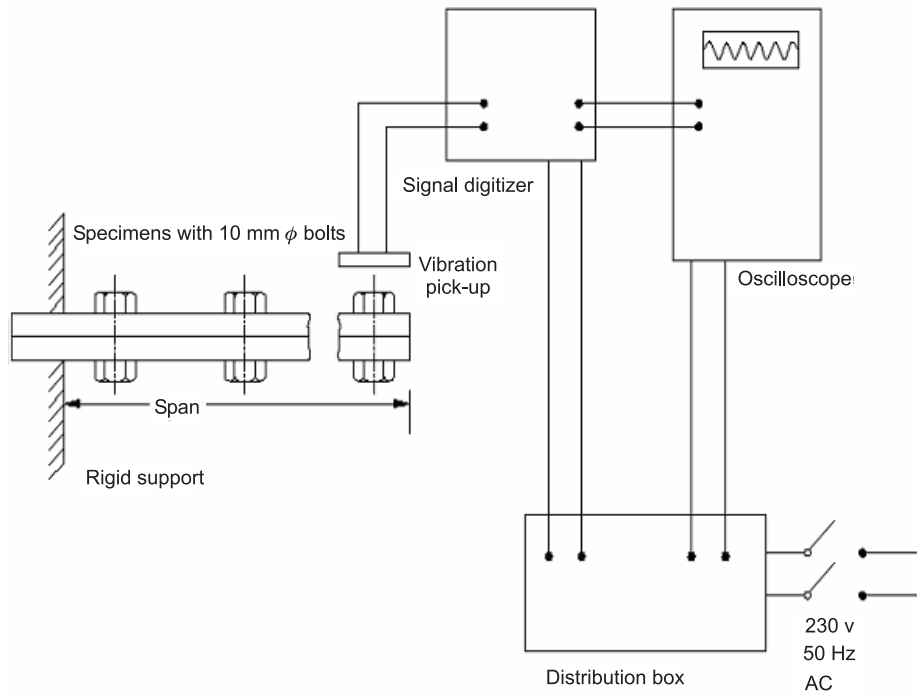 Signal digitizer
Specimens with 10 mm ϕ bolts
Vibration
pick-up
Oscilloscope
Span
Rigid support
230 v
50 Hz
AC
Distribution box